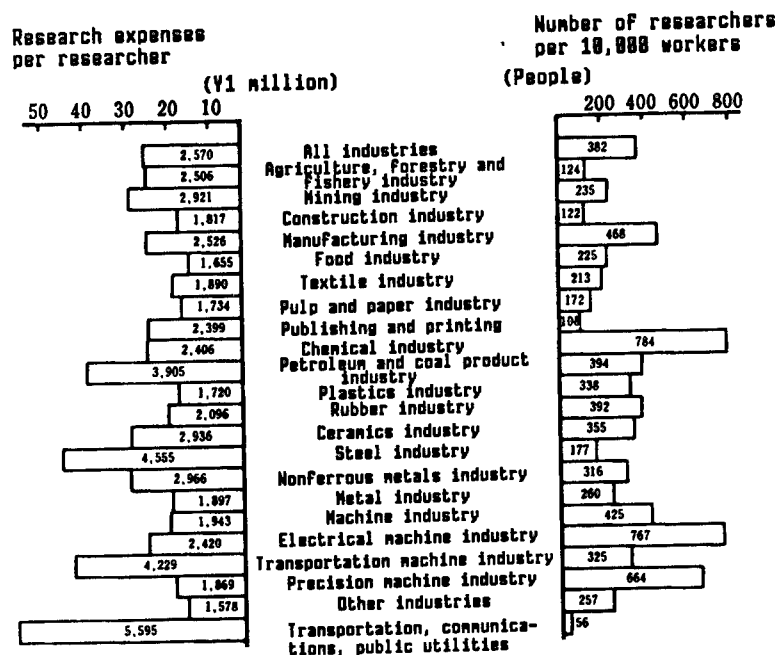 Research expenses
per researcher
(¥1 million)
50 40 30 20 10
Number of researchers
per 10,000 workers
(People)
200 400 600 800
2,570 All industries 382
2,506 Agriculture, forestry and
fishery industry 124
2,921 Mining industry 235
1,817 Construction industry 122
2,526 Manufacturing industry 468
1,655 Food industry 225
1,890 Textile industry 213
1,734 Pulp and paper industry 172
2,399 Publishing and printing 108
2,406 Chemical industry 784
3,905 Petroleum and coal product
industry 394
1,720 Plastics industry 338
2,096 Rubber industry 392
2,936 Ceramics industry 355
4,555 Steel industry 177
2,966 Nonferrous metals industry 316
1,897 Metal industry 260
1,943 Machine industry 425
2,420 Electrical machine industry 767
4,229 Transportation machine industry 325
1,869 Precision machine industry 664
1,578 Other industries 257
5,595 Transportation, communica-
tions, public utilities 56